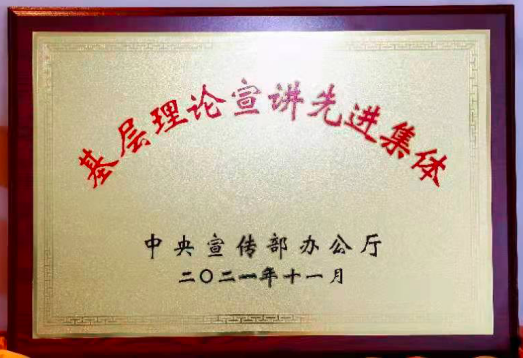 基层理论宣讲先进集体
中央宣传部办公厅
二〇二一年十一月